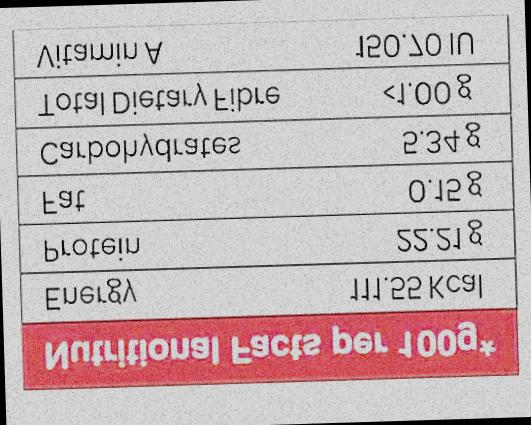 Nutritional Facts per 100g*
Energy 111.55 Kcal
Protein 22.21 g
Fat 0.15 g
Carbohydrates 5.34 g
Total Dietary Fibre <1.00 g
Vitamin A 150.70 IU